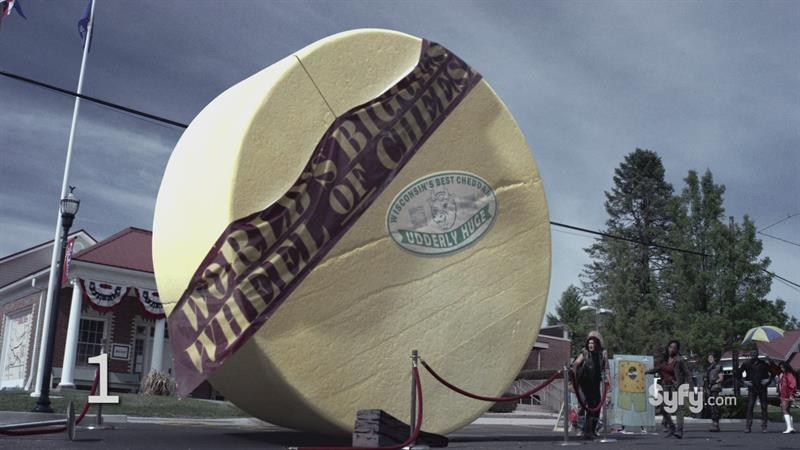 WORLD'S BIGGEST
WHEEL OF CHEESE
WISCONSIN'S BEST CHEDDAR
UDDERLY HUGE
1
Syfy.com